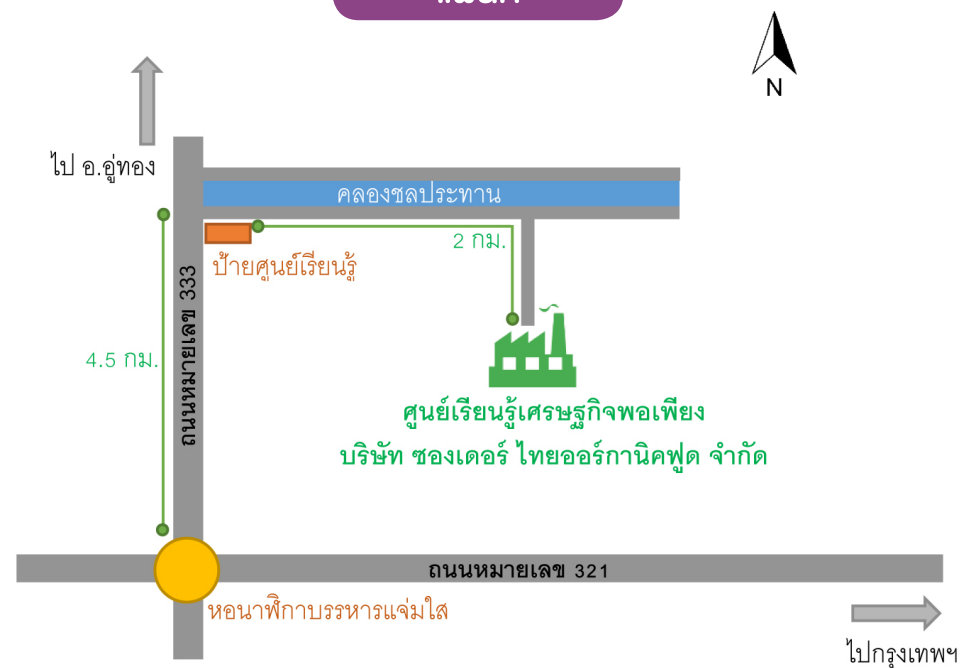 N
ไป อ.อู่ทอง
คลองชลประทาน
2 กม.
ป้ายศูนย์เรียนรู้
ถนนหมายเลข 333
4.5 กม.
ศูนย์เรียนรู้เศรษฐกิจพอเพียง
บริษัท ซองเดอร์ ไทยออร์กานิคฟูด จำกัด
ถนนหมายเลข 321
หอนาฬิกาบรรหารแจ่มใส
ไปกรุงเทพฯ